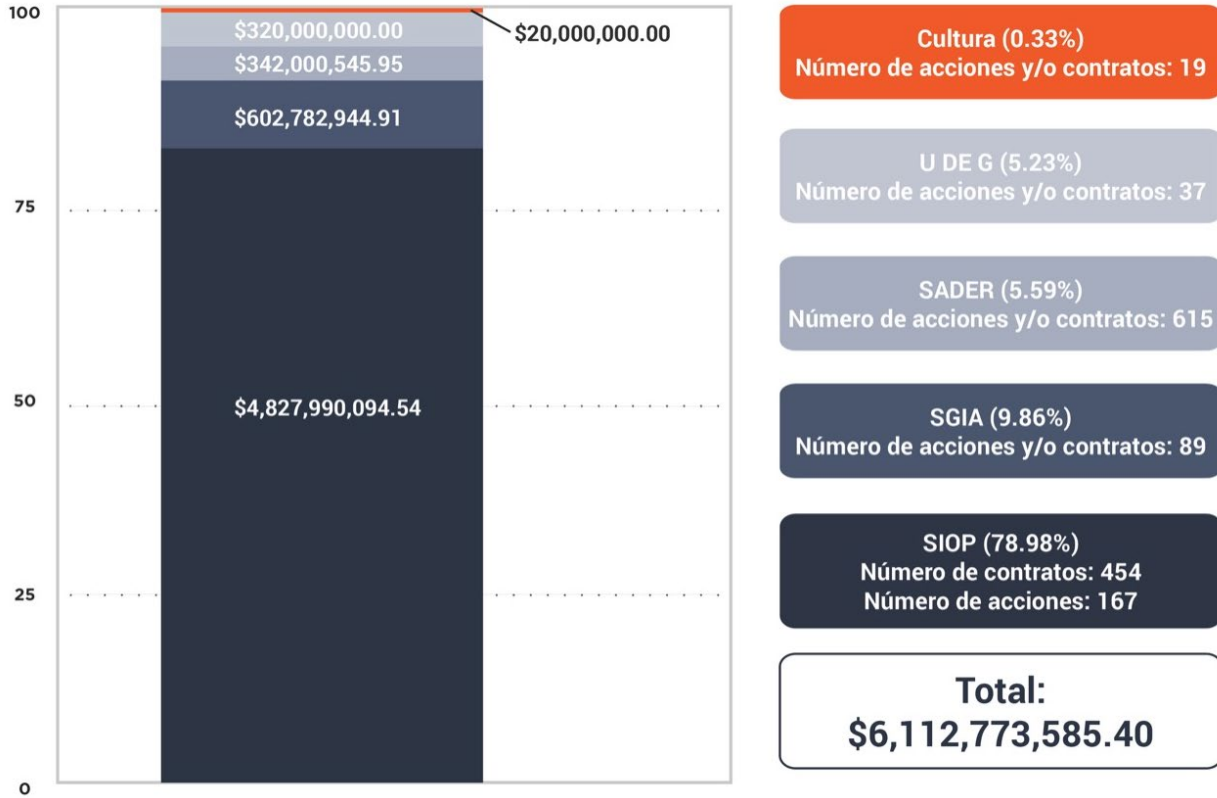 100
75
50
25
0
$320,000,000.00
$20,000,000.00
$342,000,545.95
$602,782,944.91
$4,827,990,094.54
Cultura (0.33%)
Número de acciones y/o contratos: 19
U DE G (5.23%)
Número de acciones y/o contratos: 37
SADER (5.59%)
Número de acciones y/o contratos: 615
SGIA (9.86%)
Número de acciones y/o contratos: 89
SIOP (78.98%)
Número de contratos: 454
Número de acciones: 167
Total:
$6,112,773,585.40